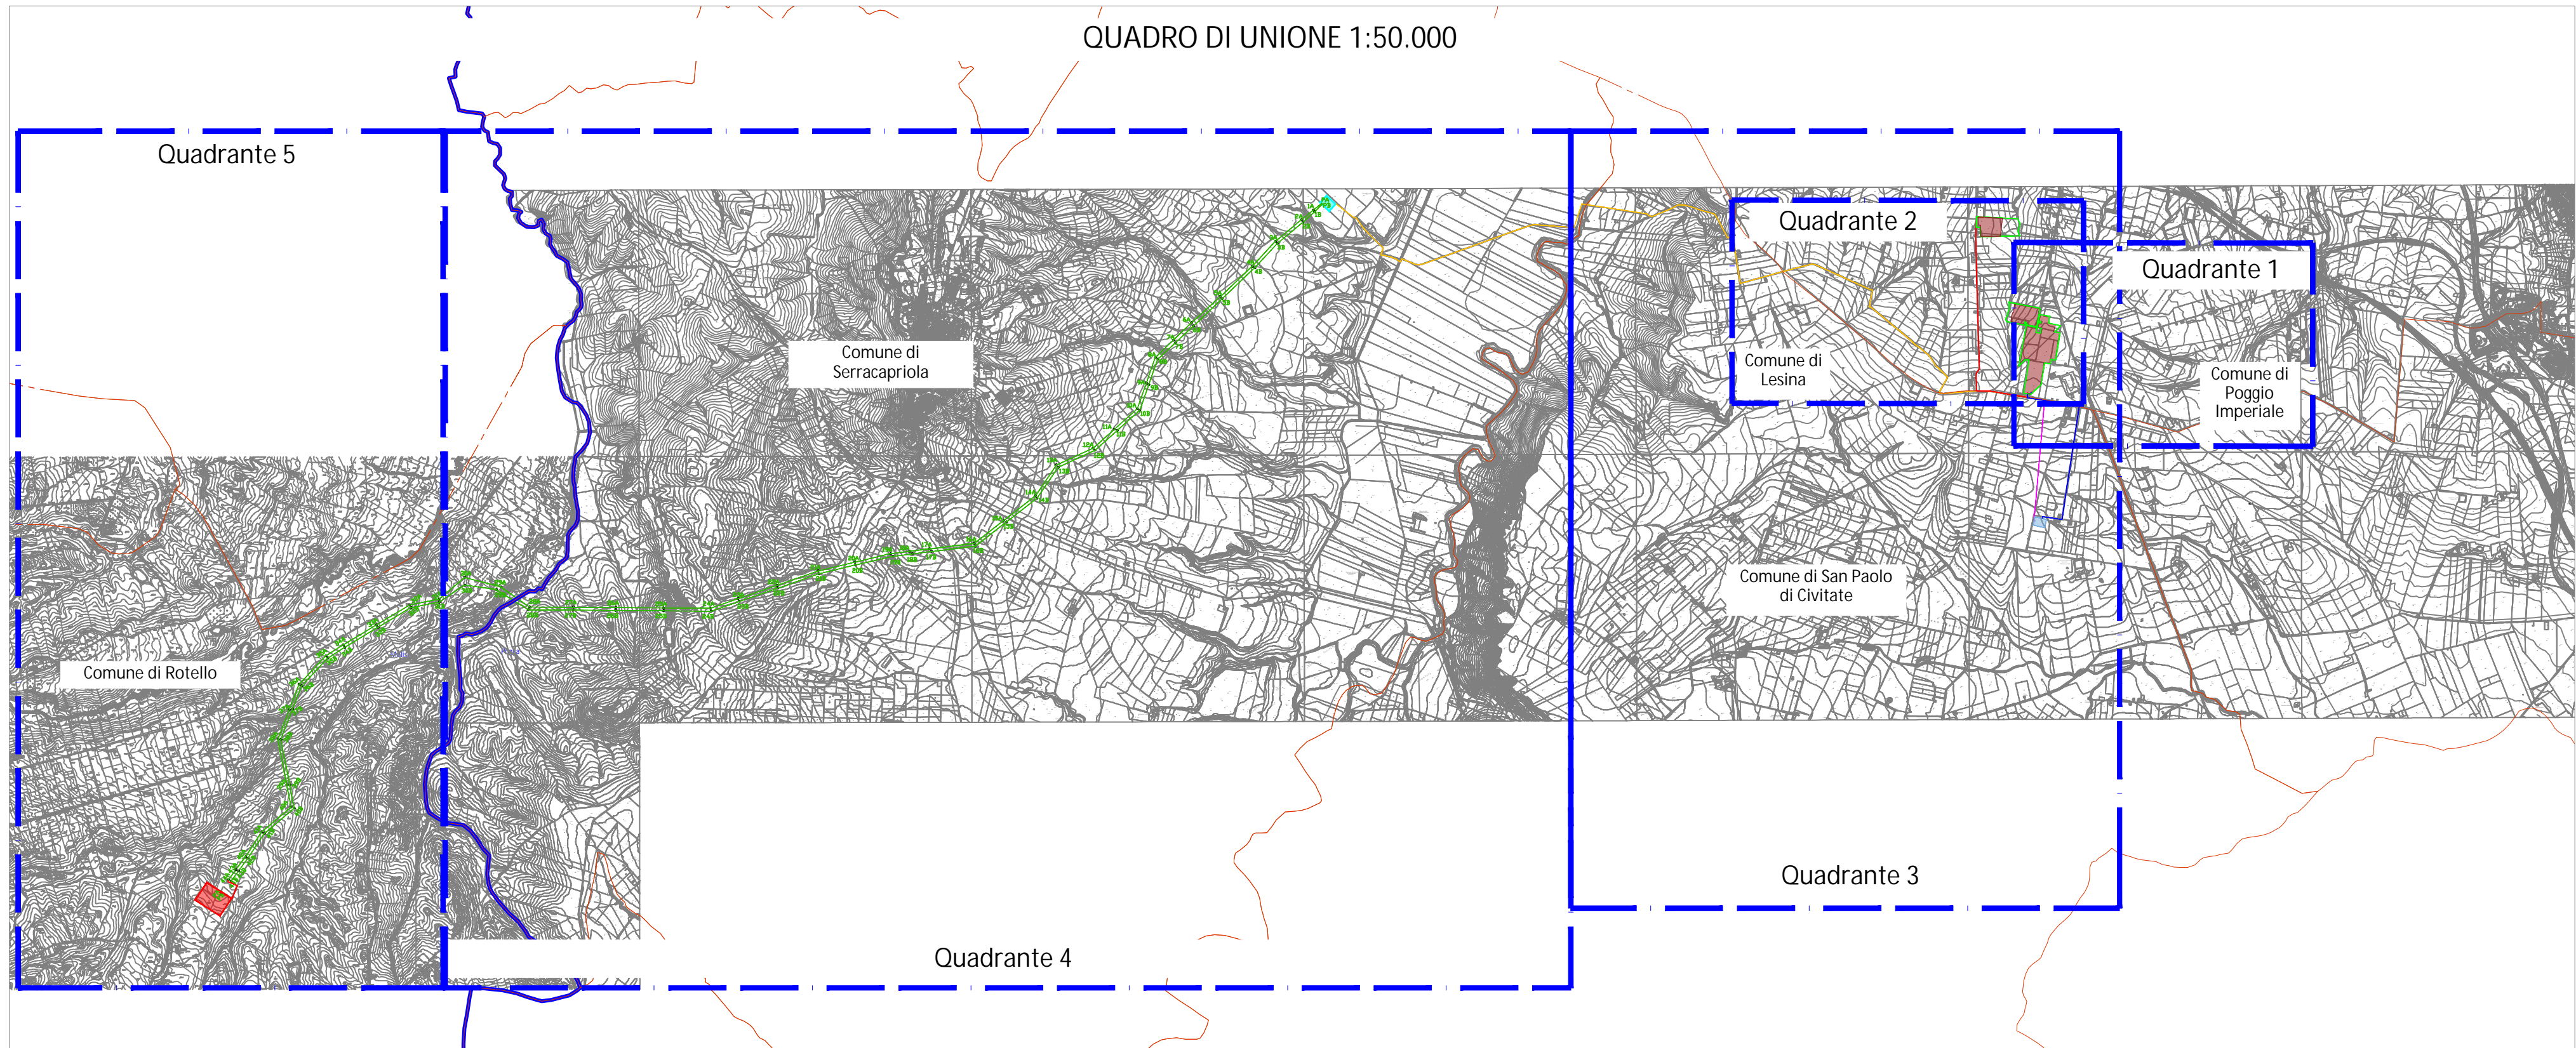 QUADRO DI UNIONE 1:50.000
Quadrante 5
Quadrante 2
Quadrante 1
Comune di
Serracapriola
Comune di
Lesina
Comune di
Poggio
Imperiale
Comune di San Paolo
di Civitate
Comune di Rotello
Quadrante 3
Quadrante 4